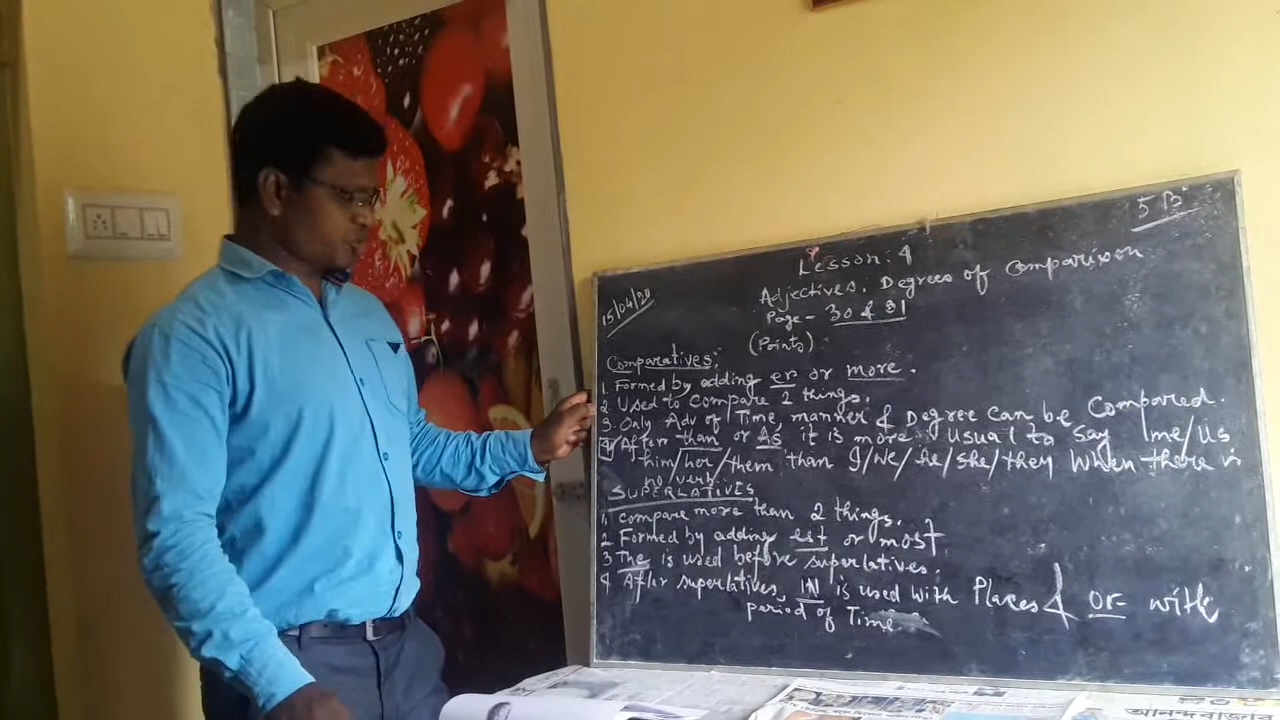 5 B
Lesson: 4
15/04/20
Adjectives. Degrees of Comparison
Page - 30 & 31
(Points)
Comparatives:
1. Formed by adding er or more.
2. Used to compare 2 things.
3. Only Adv of Time, manner & Degree can be Compared.
4. After than or As it is more usual to say me/us
him/her/them than I/We/he/she/they When there is
no/verb.
SUPERLATIVES
1. compare more than 2 things.
2 Formed by adding est or most
3 The is used before superlatives.
4 After superlatives, IN is used with Places & or with
period of Time.